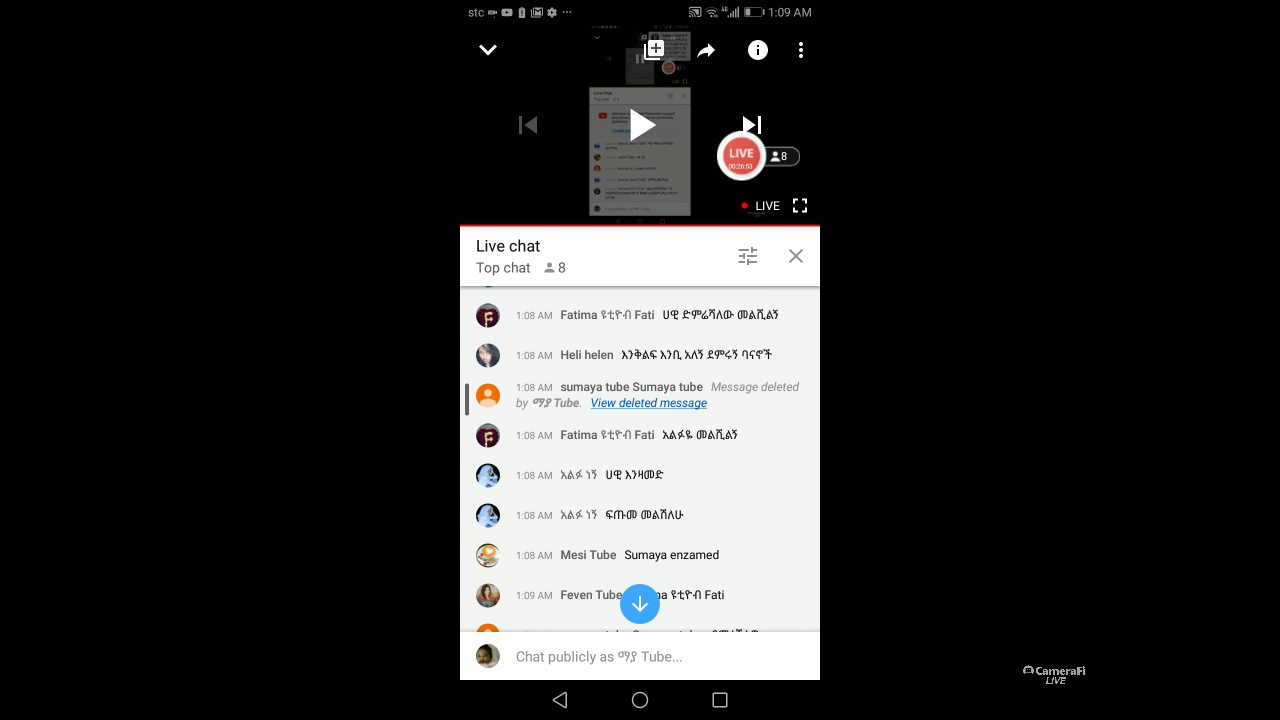 stc
4G
1:09 AM
LIVE
00:26:53
8
LIVE
Live chat
Top chat 8
1:08 AM Fatima ዩቲዮብ Fati ሀዊ ድምሬሻለው መልሺልኝ
1:08 AM Heli helen እንቅልፍ እንቢ አለኝ ደምሩኝ ባናኖች
1:08 AM sumaya tube Sumaya tube Message deleted
by ማያ Tube. View deleted message
1:08 AM Fatima ዩቲዮብ Fati አልፉዬ መልሺልኝ
1:08 AM አልፉ ነኝ ሀዊ እንዛመድ
1:08 AM አልፉ ነኝ ፍጡመ መልሽለሁ
1:08 AM Mesi Tube Sumaya enzamed
1:09 AM Feven Tube ዩቲዮብ Fati
Chat publicly as ማያ Tube...
CameraFi
LIVE